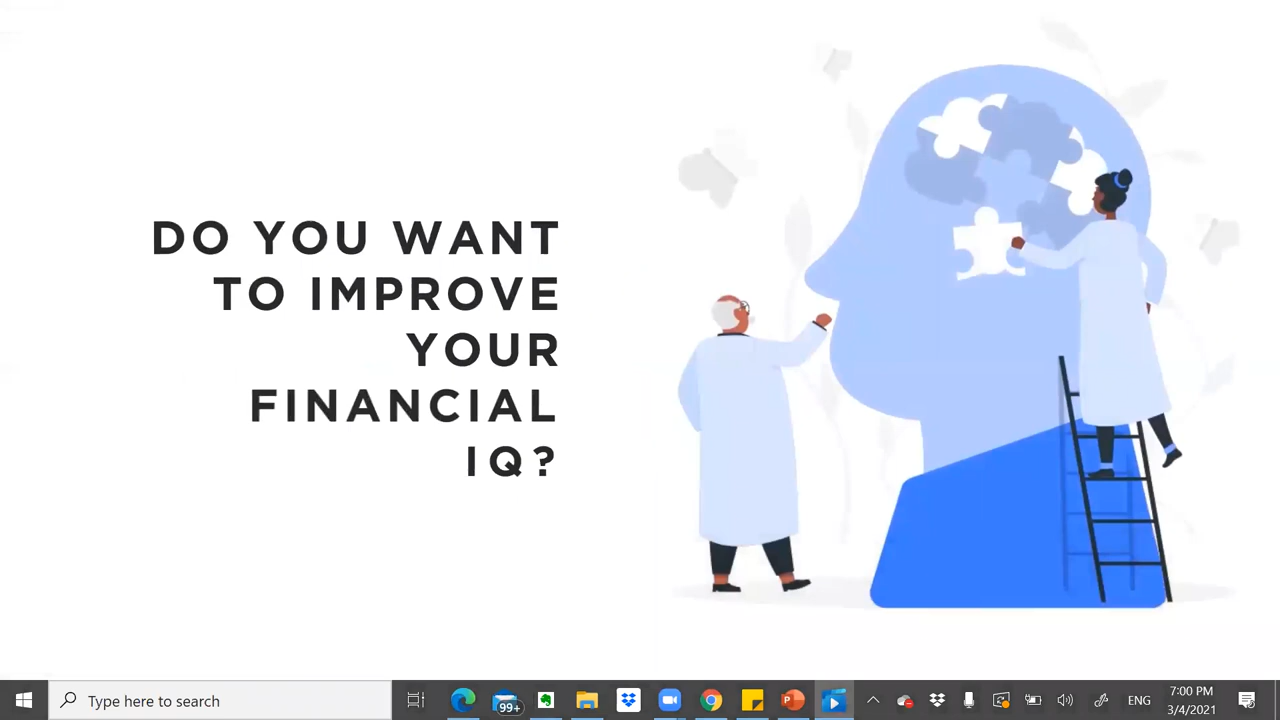 DO YOU WANT
TO IMPROVE
YOUR
FINANCIAL
IQ?
Type here to search
99+
ENG
7:00 PM
3/4/2021